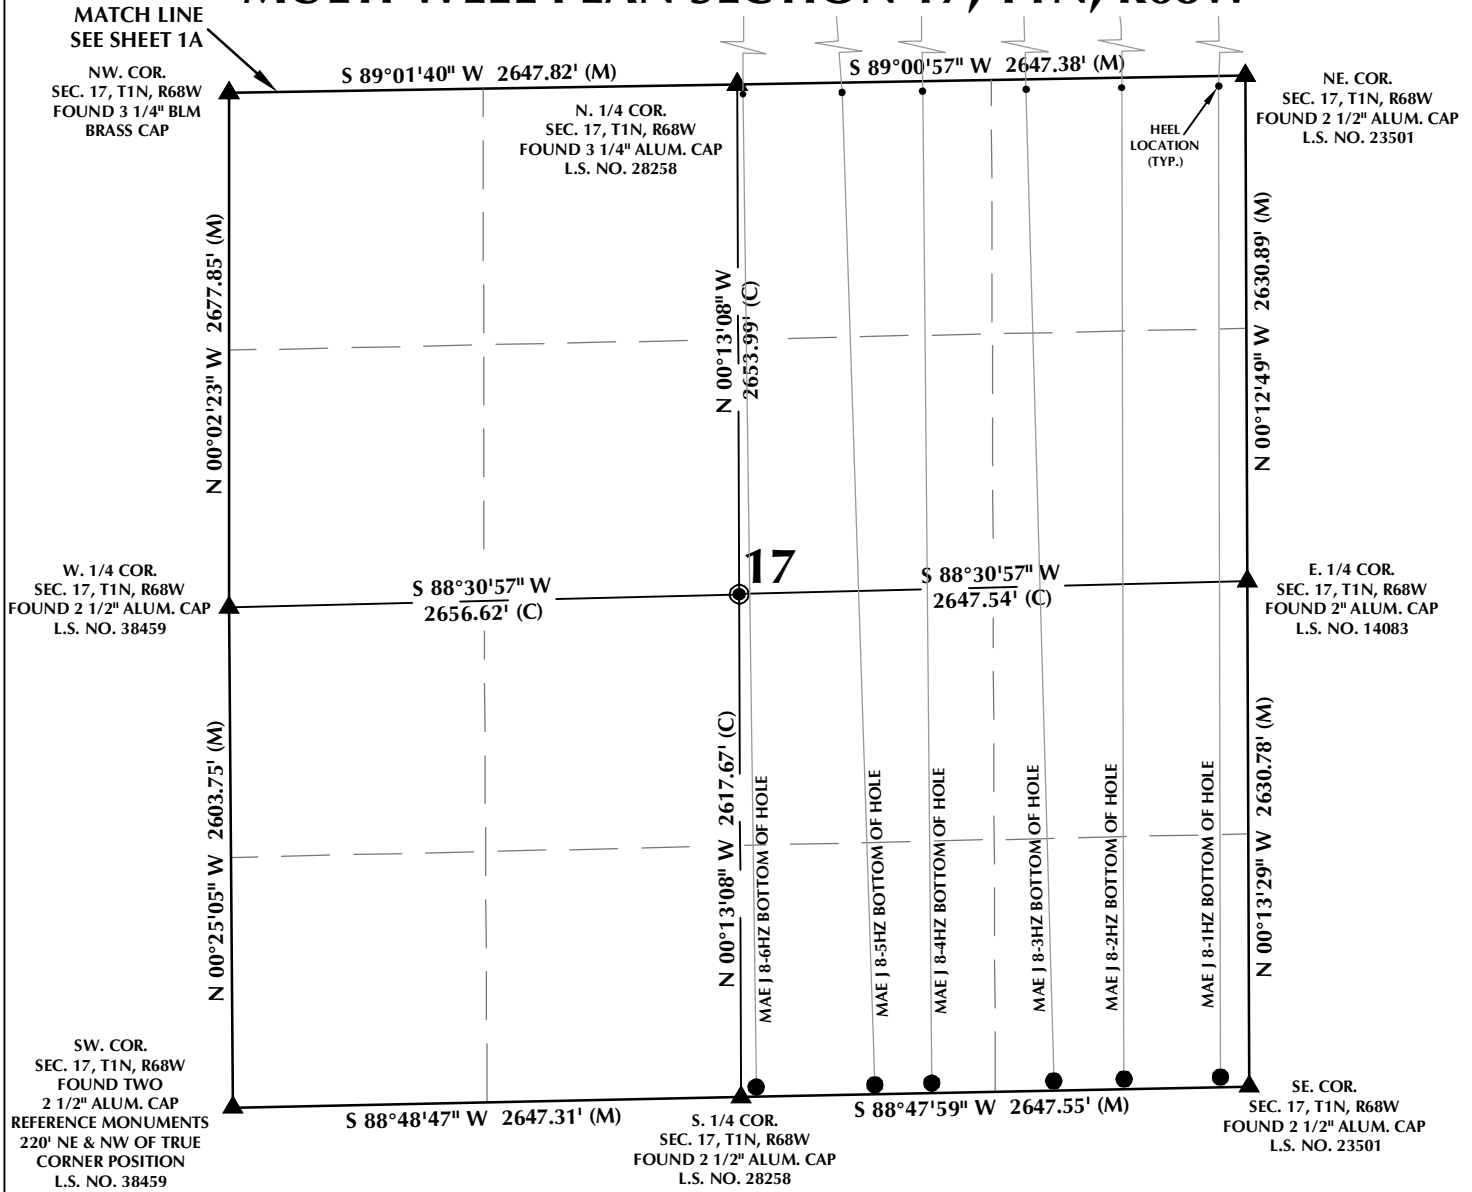 MULTI-WELL PLAN SECTION 17, T1N, R68W
MATCH LINE
SEE SHEET 1A
NW. COR.
SEC. 17, T1N, R68W
FOUND 3 1/4" BLM
BRASS CAP
S 89°01'40" W 2647.82' (M)
S 89°00'57" W 2647.38' (M)
N. 1/4 COR.
SEC. 17, T1N, R68W
FOUND 3 1/4" ALUM. CAP
L.S. NO. 28258
HEEL
LOCATION
(TYP.)
NE. COR.
SEC. 17, T1N, R68W
FOUND 2 1/2" ALUM. CAP
L.S. NO. 23501
N 00°02'23" W 2677.85' (M)
N 00°13'08" W
2653.99' (C)
N 00°12'49" W 2630.89' (M)
17
W. 1/4 COR.
SEC. 17, T1N, R68W
FOUND 2 1/2" ALUM. CAP
L.S. NO. 38459
S 88°30'57" W
2656.62' (C)
S 88°30'57" W
2647.54' (C)
E. 1/4 COR.
SEC. 17, T1N, R68W
FOUND 2" ALUM. CAP
L.S. NO. 14083
N 00°25'05" W 2603.75' (M)
N 00°13'08" W 2617.67' (C)
MAE J 8-6HZ BOTTOM OF HOLE
MAE J 8-5HZ BOTTOM OF HOLE
MAE J 8-4HZ BOTTOM OF HOLE
MAE J 8-3HZ BOTTOM OF HOLE
MAE J 8-2HZ BOTTOM OF HOLE
MAE J 8-1HZ BOTTOM OF HOLE
N 00°13'29" W 2630.78' (M)
SW. COR.
SEC. 17, T1N, R68W
FOUND TWO
2 1/2" ALUM. CAP
REFERENCE MONUMENTS
220' NE & NW OF TRUE
CORNER POSITION
L.S. NO. 38459
S 88°48'47" W 2647.31' (M)
S. 1/4 COR.
SEC. 17, T1N, R68W
FOUND 2 1/2" ALUM. CAP
L.S. NO. 28258
S 88°47'59" W 2647.55' (M)
SE. COR.
SEC. 17, T1N, R68W
FOUND 2 1/2" ALUM. CAP
L.S. NO. 23501